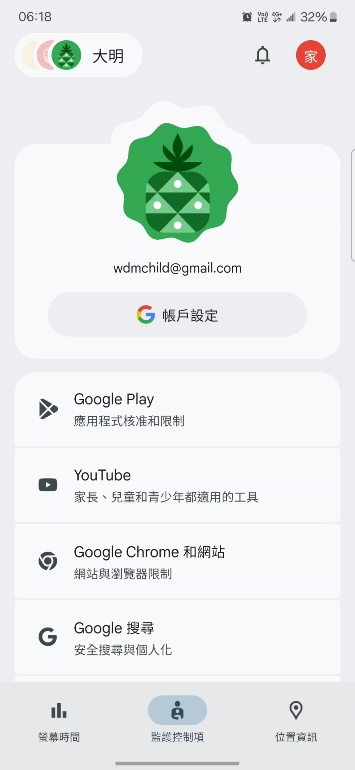 06:18
Vo))
LTE
4G+
32%
大明
家
wdmchild@gmail.com
帳戶設定
Google Play
應用程式核准和限制
YouTube
家長、兒童和青少年都適用的工具
Google Chrome 和網站
網站與瀏覽器限制
Google 搜尋
安全搜尋與個人化
螢幕時間
監護控制項
位置資訊